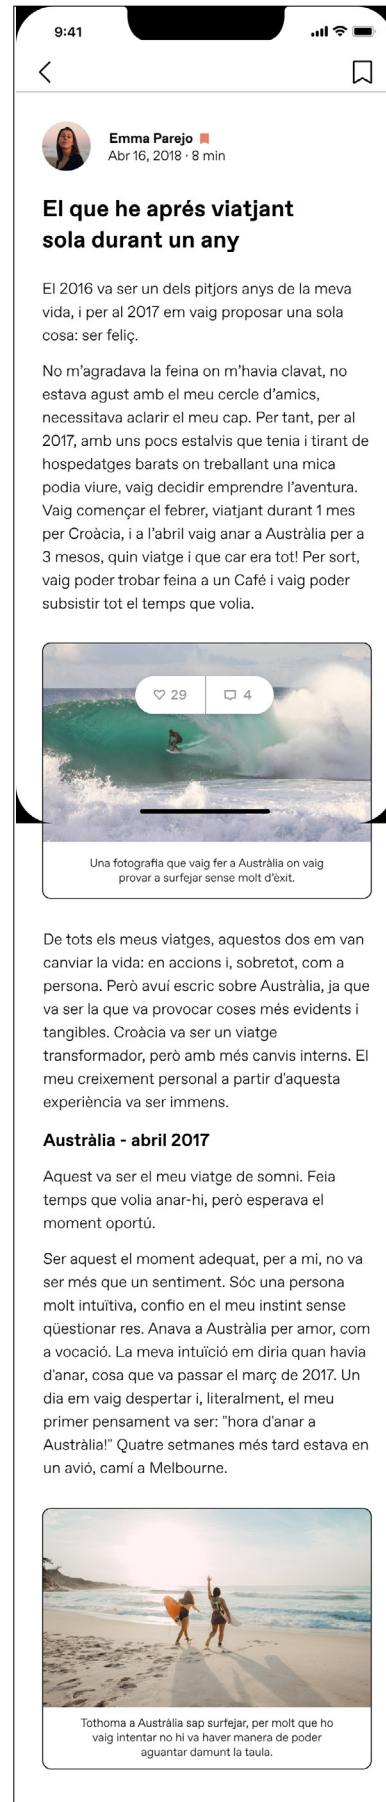 9:41
Emma Parejo
Abr 16, 2018 · 8 min
El que he aprés viatjant
sola durant un any
El 2016 va ser un dels pitjors anys de la meva
vida, i per al 2017 em vaig proposar una sola
cosa: ser feliç.
No m'agradava la feina on m'havia clavat, no
estava agust amb el meu cercle d'amics,
necessitava aclarir el meu cap. Per tant, per al
2017, amb uns pocs estalvis que tenia i tirant de
hospedatges barats on treballant una mica
podia viure, vaig decidir emprendre l'aventura.
Vaig començar el febrer, viatjant durant 1 mes
per Croàcia, i a l'abril vaig anar a Austràlia per a
3 mesos, quin viatge i que car era tot! Per sort,
vaig poder trobar feina a un Café i vaig poder
subsistir tot el temps que volia.
29 4
Una fotografia que vaig fer a Austràlia on vaig
provar a surfejar sense molt d'èxit.
De tots els meus viatges, aquestos dos em van
canviar la vida: en accions i, sobretot, com a
persona. Però avuí escric sobre Austràlia, ja que
va ser la que va provocar coses més evidents i
tangibles. Croàcia va ser un viatge
transformador, però amb més canvis interns. El
meu creixement personal a partir d'aquesta
experiència va ser immens.
Austràlia - abril 2017
Aquest va ser el meu viatge de somni. Feia
temps que volia anar-hi, però esperava el
moment oportú.
Ser aquest el moment adequat, per a mi, no va
ser més que un sentiment. Sóc una persona
molt intuïtiva, confio en el meu instint sense
qüestionar res. Anava a Austràlia per amor, com
a vocació. La meva intuïció em diria quan havia
d'anar, cosa que va passar el març de 2017. Un
dia em vaig despertar i, literalment, el meu
primer pensament va ser: "hora d'anar a
Austràlia!" Quatre setmanes més tard estava en
un avió, camí a Melbourne.
Tothoma a Austràlia sap surfejar, per molt que ho
vaig intentar no hi va haver manera de poder
aguantar damunt la taula.